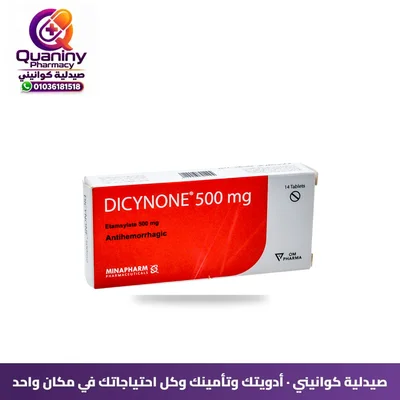 Quaniny
Pharmacy
صيدلية كوانيني
01036181518
DICYNONE® 500 mg
14 Tablets
Etamsylate 500 mg
Antihemorrhagic
MINAPHARM
PHARMACEUTICALS
OM
PHARMA
صيدلية كوانيني · أدويتك وتأمينك وكل احتياجاتك في مكان واحد